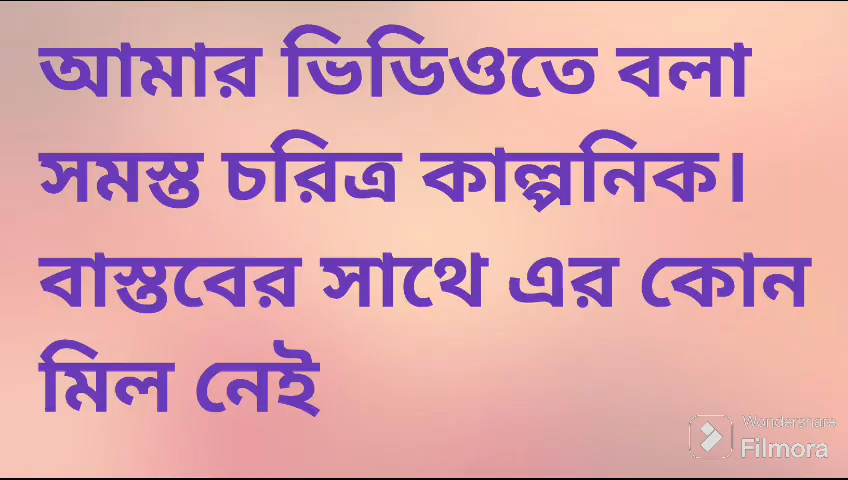 আমার ভিডিওতে বলা
সমস্ত চরিত্র কাল্পনিক।
বাস্তবের সাথে এর কোন
মিল নেই
Wondershare
Filmora